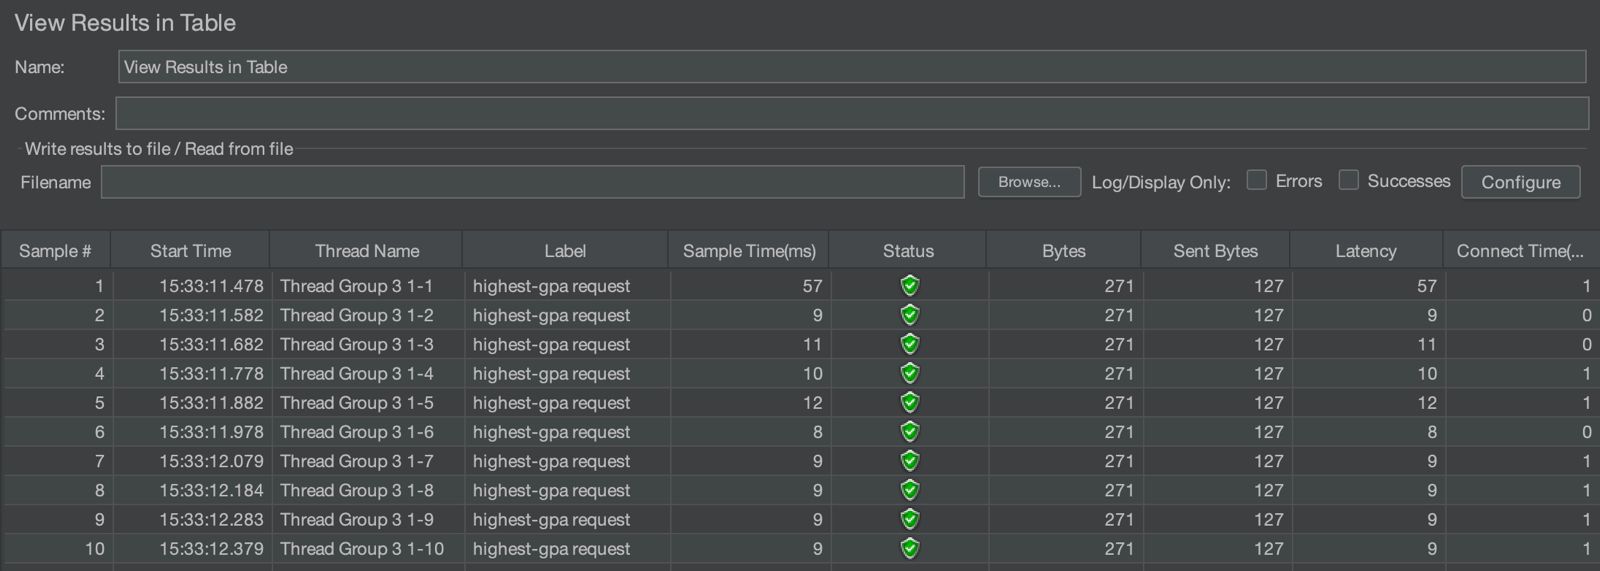 View Results in Table
Name: View Results in Table
Comments:
Write results to file / Read from file
Filename Browse... Log/Display Only: Errors Successes Configure
Sample # Start Time Thread Name Label Sample Time(ms) Status Bytes Sent Bytes Latency Connect Time(...
1 15:33:11.478 Thread Group 3 1-1 highest-gpa request 57 271 127 57 1
2 15:33:11.582 Thread Group 3 1-2 highest-gpa request 9 271 127 9 0
3 15:33:11.682 Thread Group 3 1-3 highest-gpa request 11 271 127 11 0
4 15:33:11.778 Thread Group 3 1-4 highest-gpa request 10 271 127 10 1
5 15:33:11.882 Thread Group 3 1-5 highest-gpa request 12 271 127 12 1
6 15:33:11.978 Thread Group 3 1-6 highest-gpa request 8 271 127 8 0
7 15:33:12.079 Thread Group 3 1-7 highest-gpa request 9 271 127 9 1
8 15:33:12.184 Thread Group 3 1-8 highest-gpa request 9 271 127 9 1
9 15:33:12.283 Thread Group 3 1-9 highest-gpa request 9 271 127 9 1
10 15:33:12.379 Thread Group 3 1-10 highest-gpa request 9 271 127 9 1